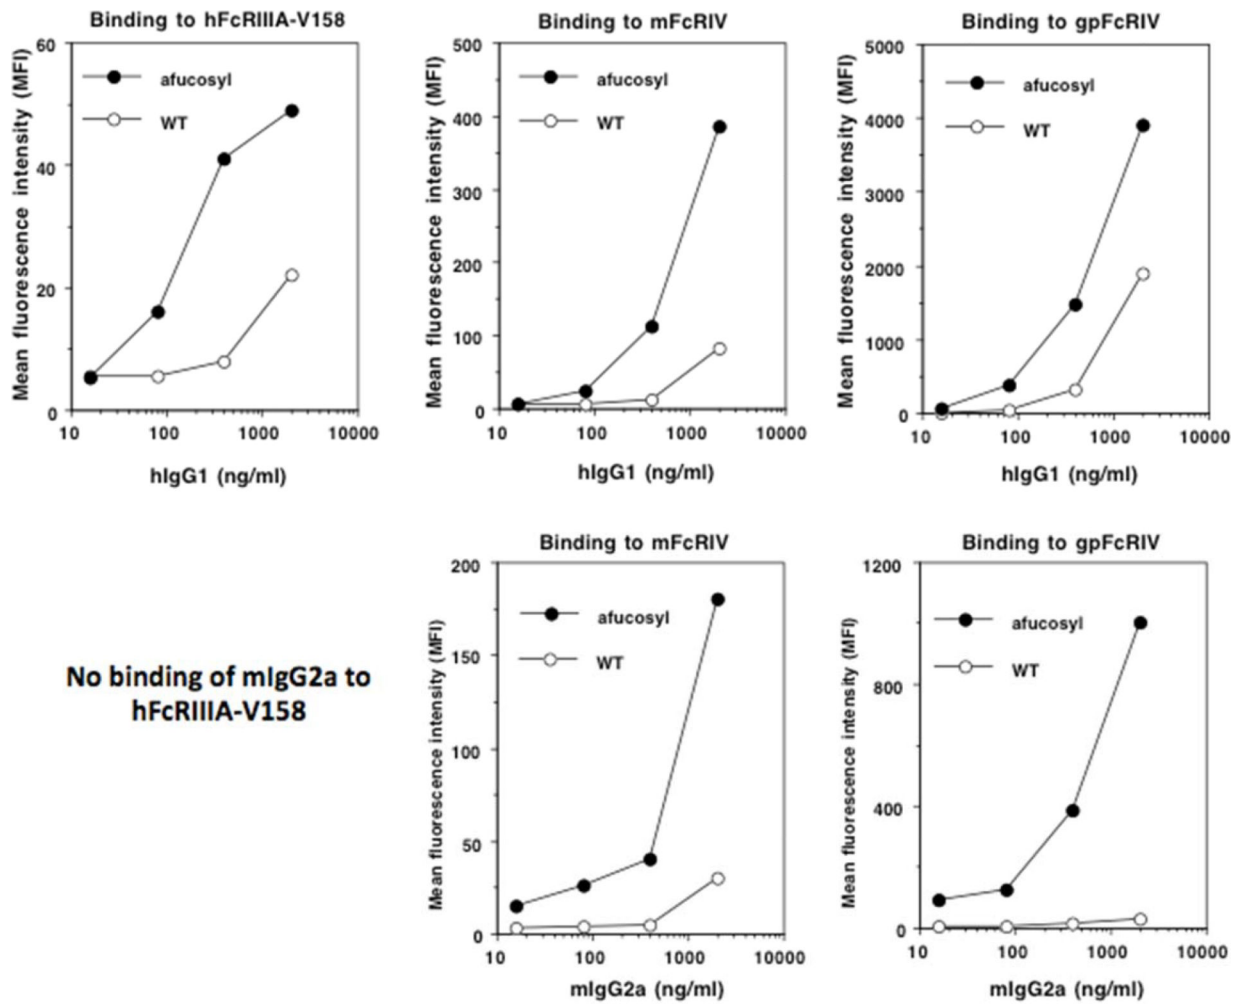 Binding to hFcRIIIA-V158
Mean fluorescence intensity (MFI)
60
40
20
0
afucosyl
WT
10
100
1000
10000
hIgG1 (ng/ml)
Binding to mFcRIV
Mean fluorescence intensity (MFI)
500
400
300
200
100
0
afucosyl
WT
10
100
1000
10000
hIgG1 (ng/ml)
Binding to gpFcRIV
Mean fluorescence intensity (MFI)
5000
4000
3000
2000
1000
0
afucosyl
WT
10
100
1000
10000
hIgG1 (ng/ml)
No binding of mIgG2a to
hFcRIIIA-V158
Binding to mFcRIV
Mean fluorescence intensity (MFI)
200
150
100
50
0
afucosyl
WT
10
100
1000
10000
mIgG2a (ng/ml)
Binding to gpFcRIV
Mean fluorescence intensity (MFI)
1200
800
400
0
afucosyl
WT
10
100
1000
10000
mIgG2a (ng/ml)